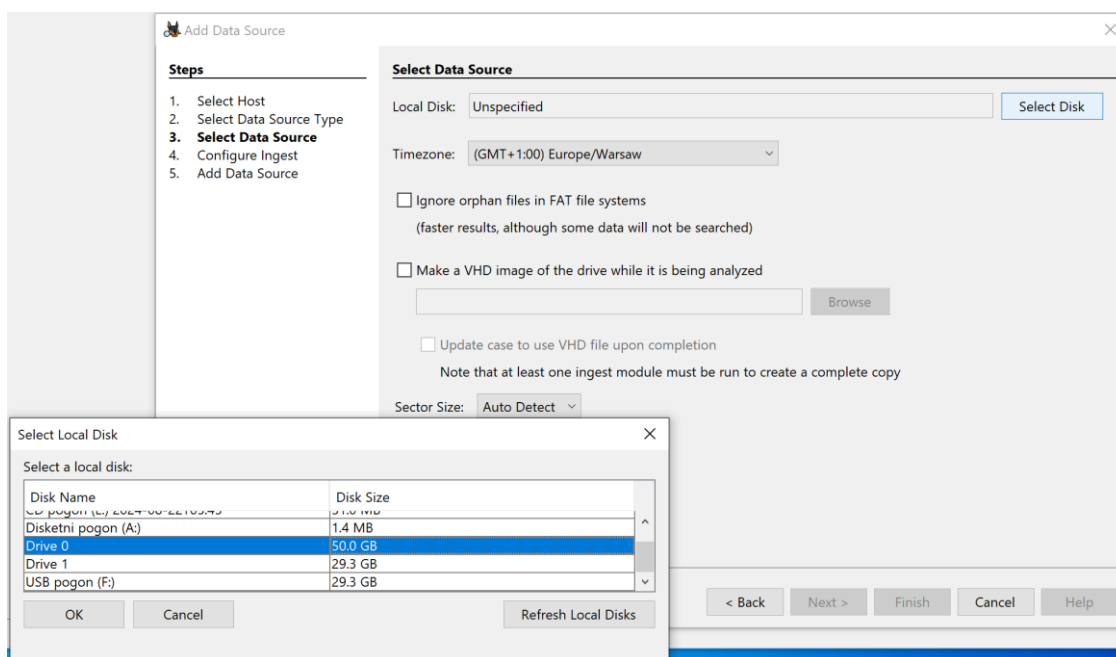 Add Data Source
Steps
1. Select Host
2. Select Data Source Type
3. Select Data Source
4. Configure Ingest
5. Add Data Source
Select Data Source
Local Disk: Unspecified Select Disk
Timezone: (GMT+1:00) Europe/Warsaw
Ignore orphan files in FAT file systems
(faster results, although some data will not be searched)
Make a VHD image of the drive while it is being analyzed
Browse
Update case to use VHD file upon completion
Note that at least one ingest module must be run to create a complete copy
Sector Size: Auto Detect
< Back Next > Finish Cancel Help
Select Local Disk
Select a local disk:
Disk Name Disk Size
CD pogon
Disketni pogon (A:) 1.4 MB
Drive 0 50.0 GB
Drive 1 29.3 GB
USB pogon (F:) 29.3 GB
OK Cancel Refresh Local Disks